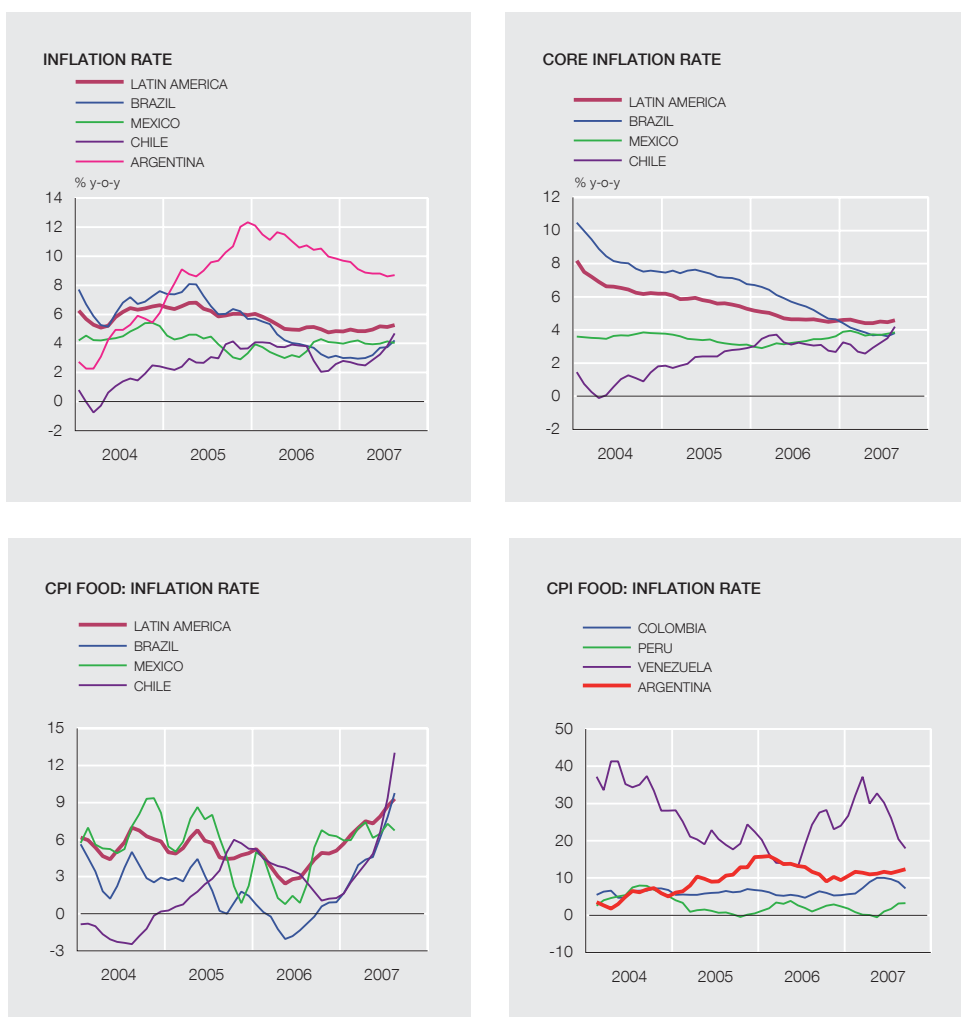 INFLATION RATE
LATIN AMERICA
BRAZIL
MEXICO
CHILE
ARGENTINA
% y-o-y
14
12
10
8
6
4
2
0
-2
2004 2005 2006 2007
CORE INFLATION RATE
LATIN AMERICA
BRAZIL
MEXICO
CHILE
% y-o-y
12
10
8
6
4
2
0
-2
2004 2005 2006 2007
CPI FOOD: INFLATION RATE
LATIN AMERICA
BRAZIL
MEXICO
CHILE
15
12
9
6
3
0
-3
2004 2005 2006 2007
CPI FOOD: INFLATION RATE
COLOMBIA
PERU
VENEZUELA
ARGENTINA
50
40
30
20
10
0
-10
2004 2005 2006 2007